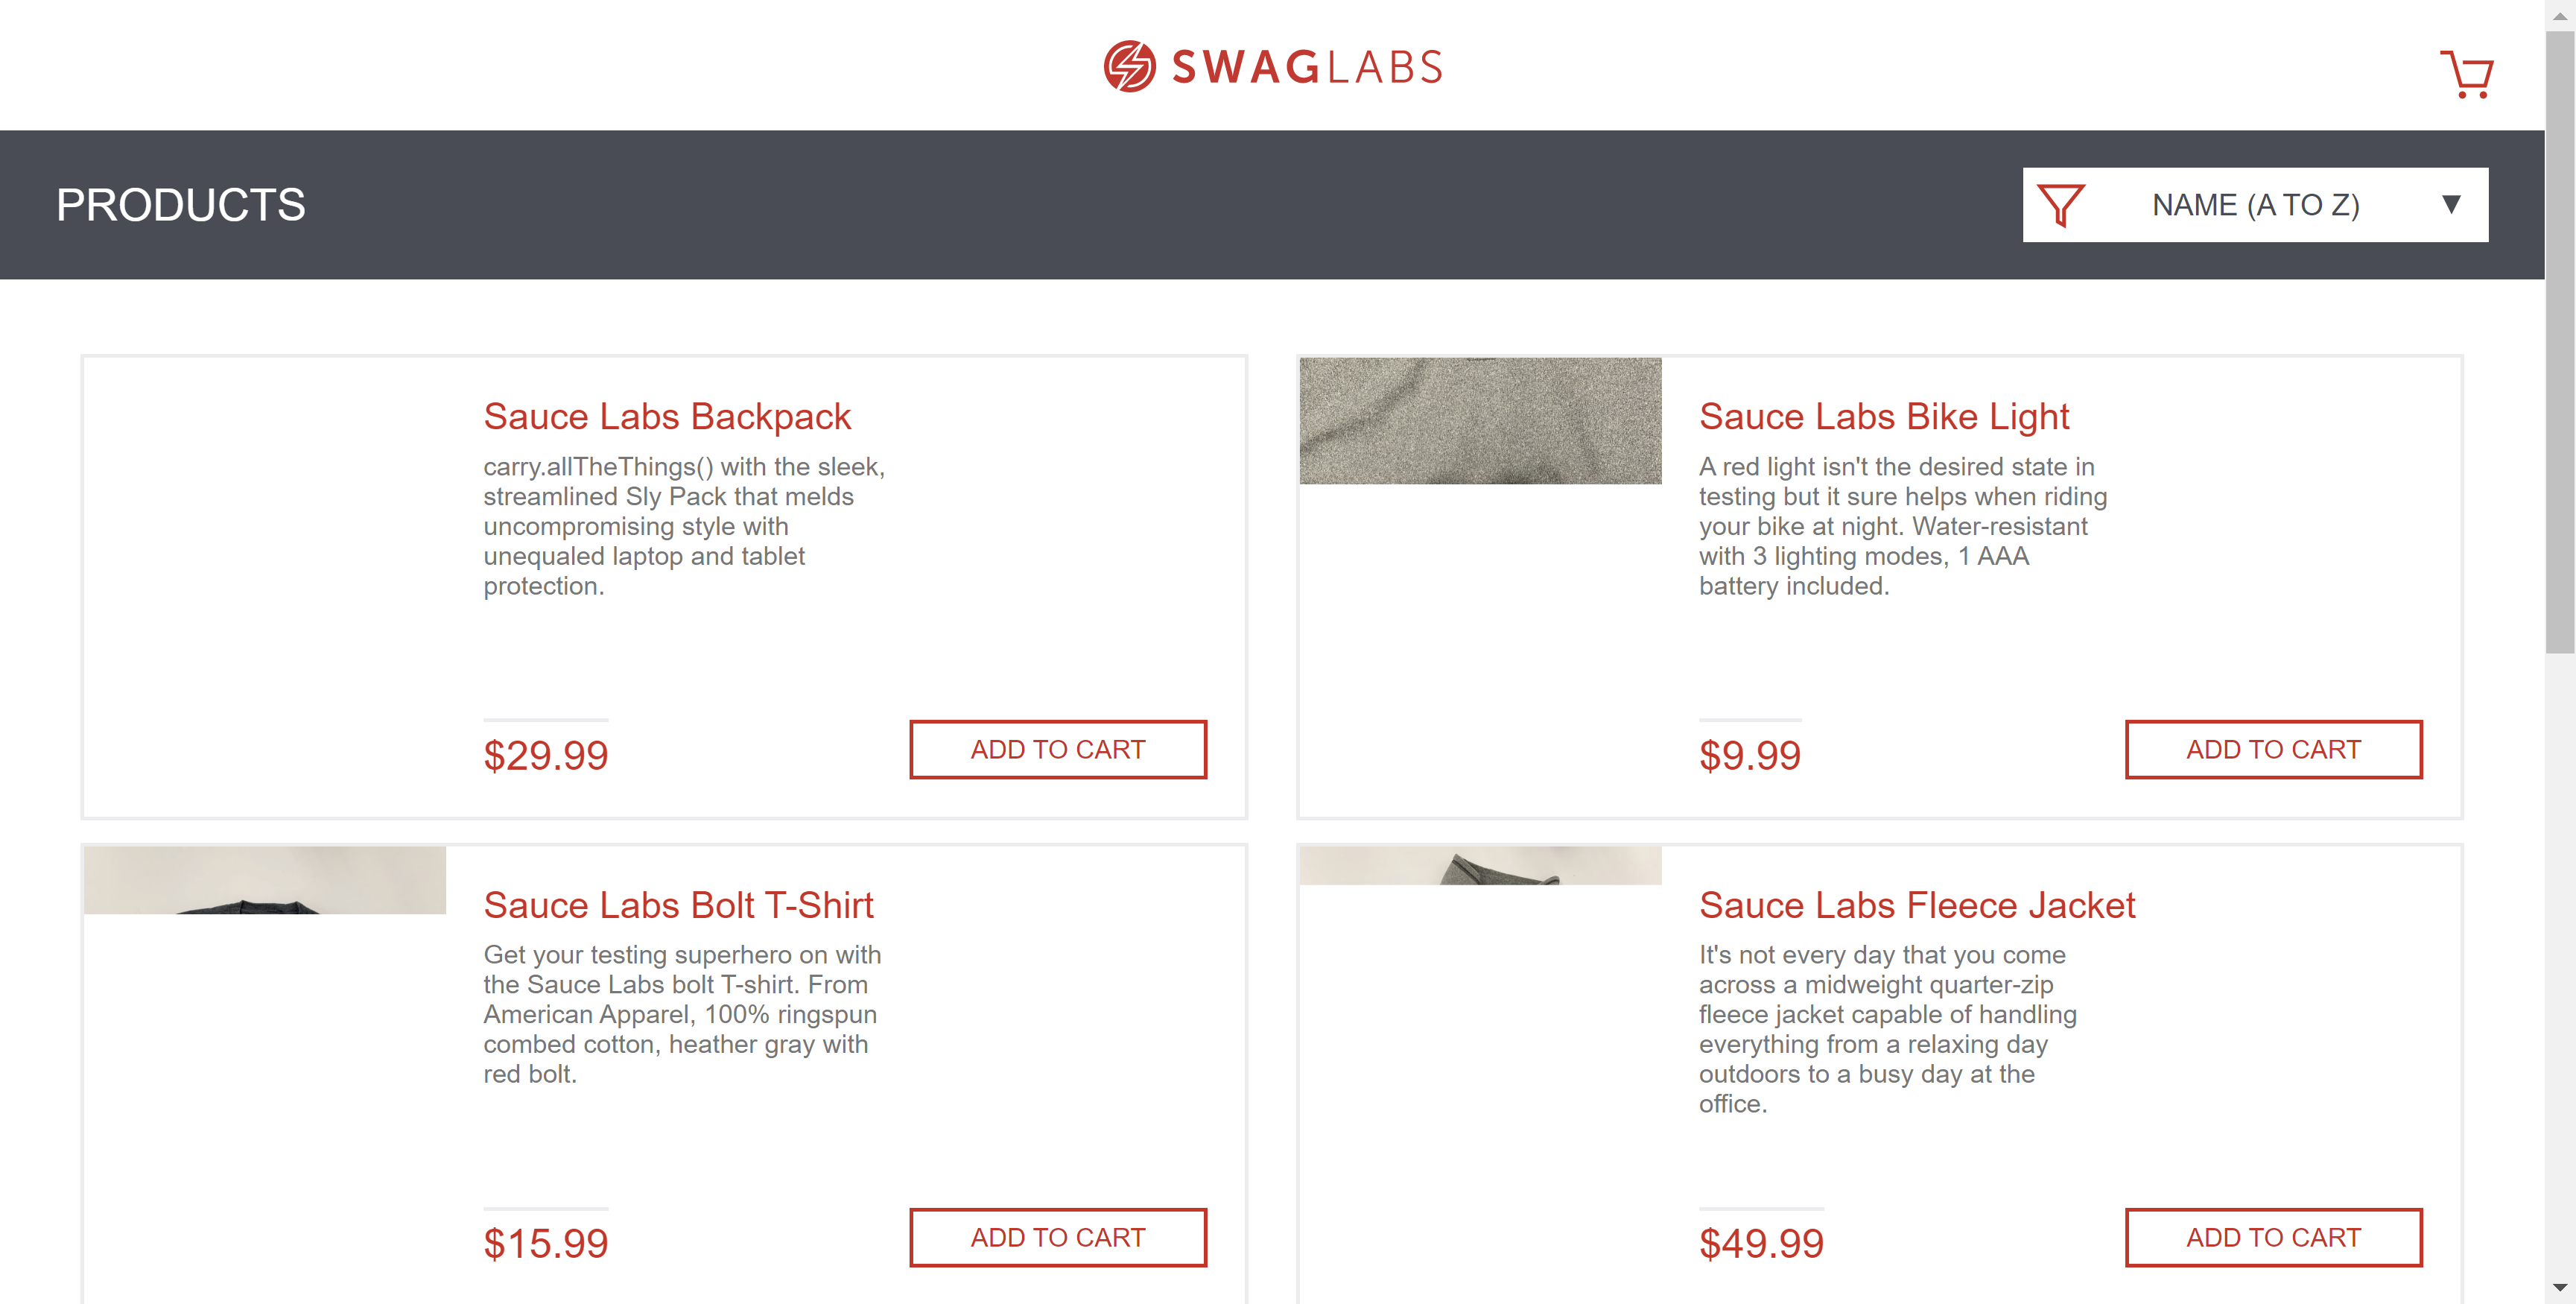 SWAGLABS
PRODUCTS
NAME (A TO Z)
Sauce Labs Backpack
carry.allTheThings() with the sleek,
streamlined Sly Pack that melds
uncompromising style with
unequaled laptop and tablet
protection.
$29.99
ADD TO CART
Sauce Labs Bike Light
A red light isn't the desired state in
testing but it sure helps when riding
your bike at night. Water-resistant
with 3 lighting modes, 1 AAA
battery included.
$9.99
ADD TO CART
Sauce Labs Bolt T-Shirt
Get your testing superhero on with
the Sauce Labs bolt T-shirt. From
American Apparel, 100% ringspun
combed cotton, heather gray with
red bolt.
$15.99
ADD TO CART
Sauce Labs Fleece Jacket
It's not every day that you come
across a midweight quarter-zip
fleece jacket capable of handling
everything from a relaxing day
outdoors to a busy day at the
office.
$49.99
ADD TO CART